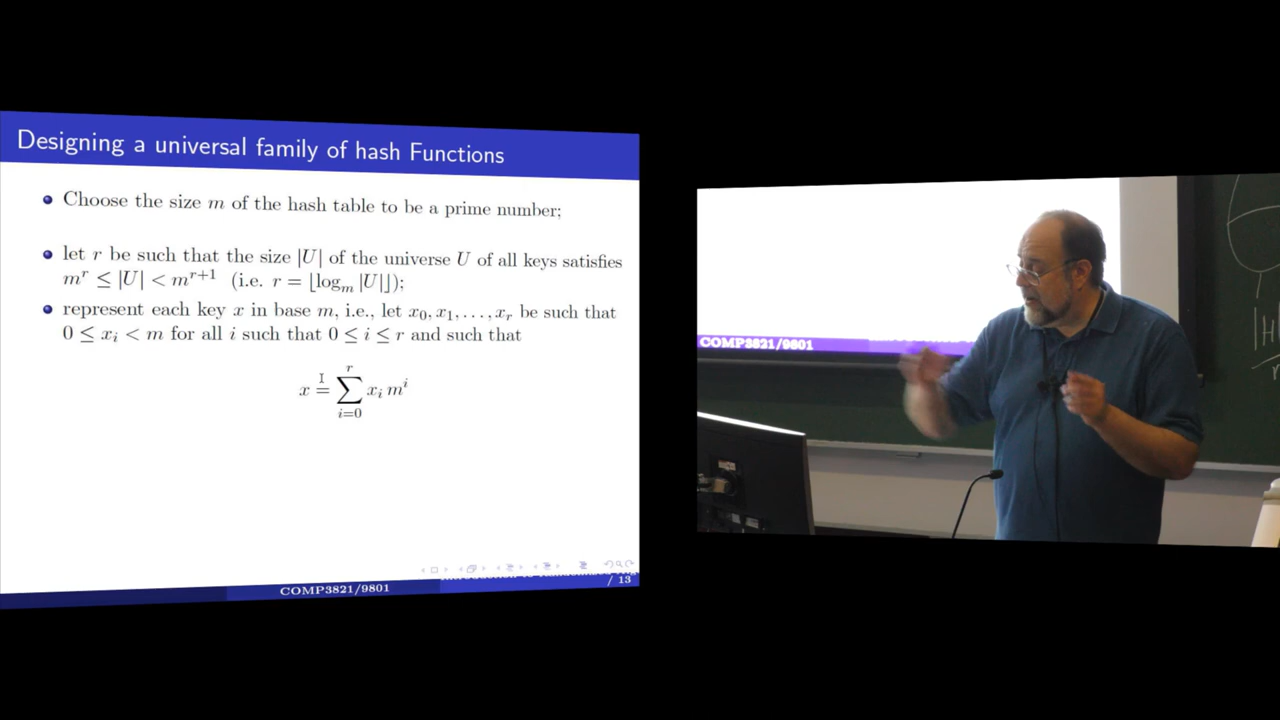 Designing a universal family of hash Functions
Choose the size m of the hash table to be a prime number;
let r be such that the size |U| of the universe U of all keys satisfies
m^r ≤ |U| < m^{r+1} (i.e. r = ⌊log_m |U|⌋);
represent each key x in base m, i.e., let x_0, x_1, . . . , x_r be such that
0 ≤ x_i < m for all i such that 0 ≤ i ≤ r and such that
x = ∑_{i=0}^{r} x_i m^i
COMP3821/9801
/ 13
COMP3821/9801